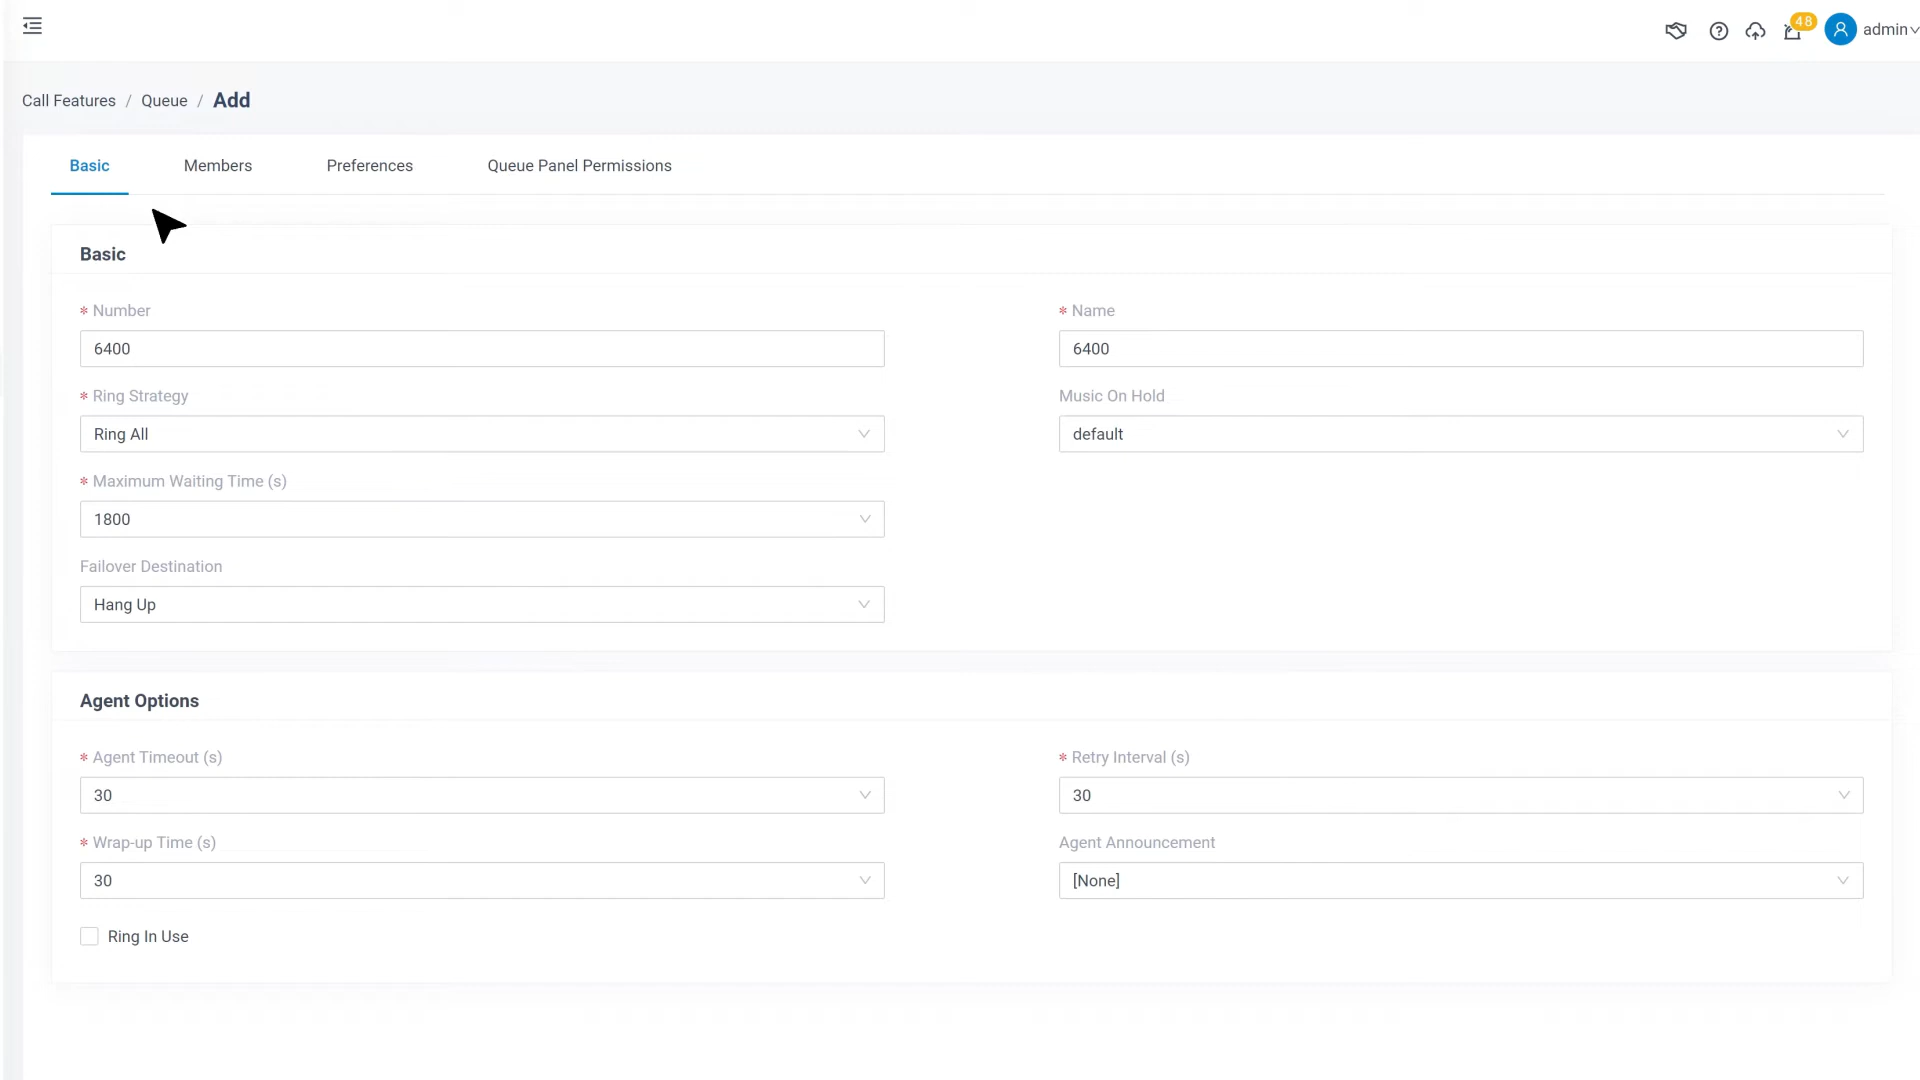 48
admin
Call Features / Queue / Add
Basic
Members
Preferences
Queue Panel Permissions
Basic
* Number
6400
* Name
6400
* Ring Strategy
Ring All
Music On Hold
default
* Maximum Waiting Time (s)
1800
Failover Destination
Hang Up
Agent Options
* Agent Timeout (s)
30
* Retry Interval (s)
30
* Wrap-up Time (s)
30
Agent Announcement
[None]
Ring In Use